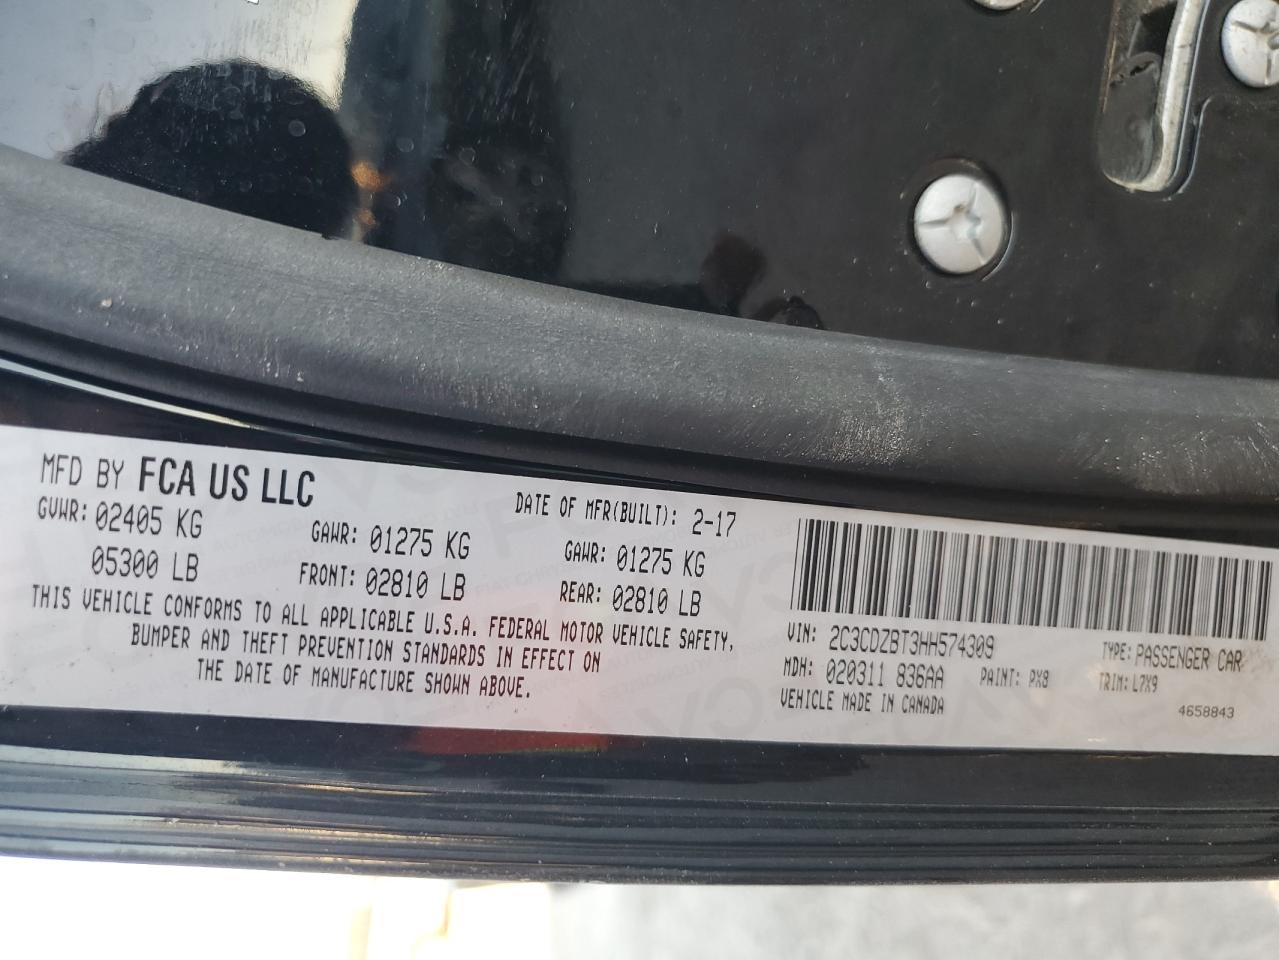 MFD BY FCA US LLC
DATE OF MFR(BUILT): 2-17
GVWR: 02405 KG
GAWR: 01275 KG
GAWR: 01275 KG
05300 LB
FRONT: 02810 LB
REAR: 02810 LB
THIS VEHICLE CONFORMS TO ALL APPLICABLE U.S.A. FEDERAL MOTOR VEHICLE SAFETY,
BUMPER AND THEFT PREVENTION STANDARDS IN EFFECT ON
THE DATE OF MANUFACTURE SHOWN ABOVE.
VIN: 2C3CDZBT3HH574309
TYPE: PASSENGER CAR
MDH: 020311 836AA
PAINT: PX8
TRIM: L7X9
VEHICLE MADE IN CANADA
4658843